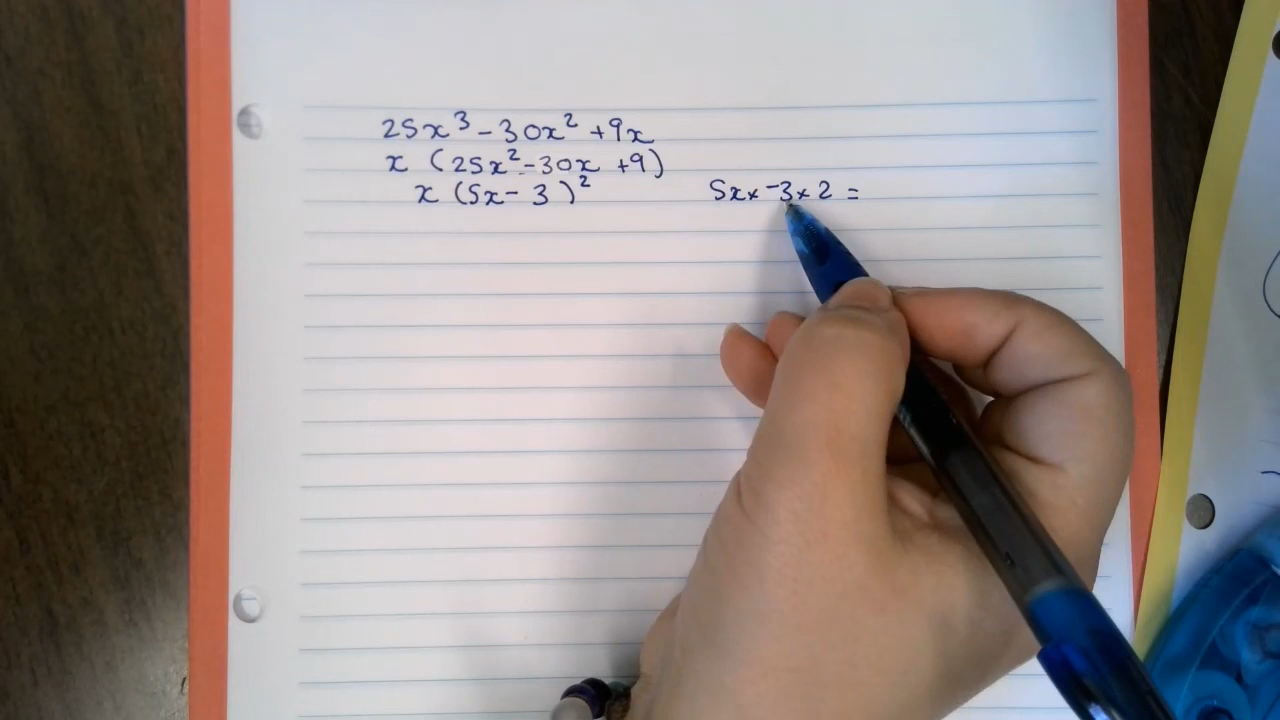 25x³ - 30x² + 9x
x (25x² - 30x + 9)
x (5x - 3)²
5x × -3 × 2 =